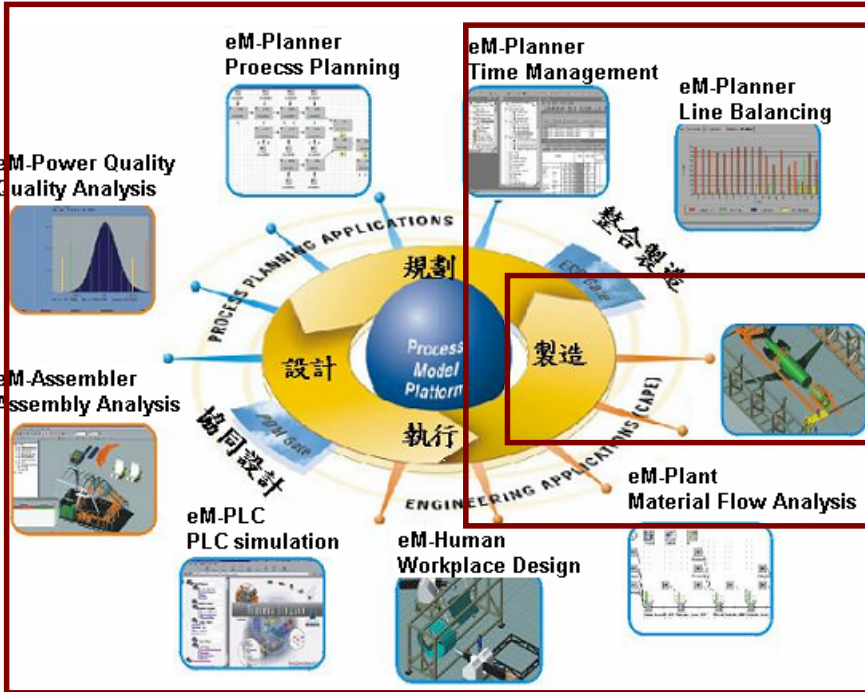 eM-Planner
Proecss Planning
eM-Planner
Time Management
eM-Planner
Line Balancing
eM-Power Quality
Quality Analysis
PROCESS PLANNING APPLICATIONS
整合製造
規劃
設計
Process
Model
Platform
製造
執行
協同設計
PDM Gate
ENGINEERING APPLICATIONS (CAPE)
eM-Assembler
Assembly Analysis
eM-PLC
PLC simulation
eM-Human
Workplace Design
eM-Plant
Material Flow Analysis